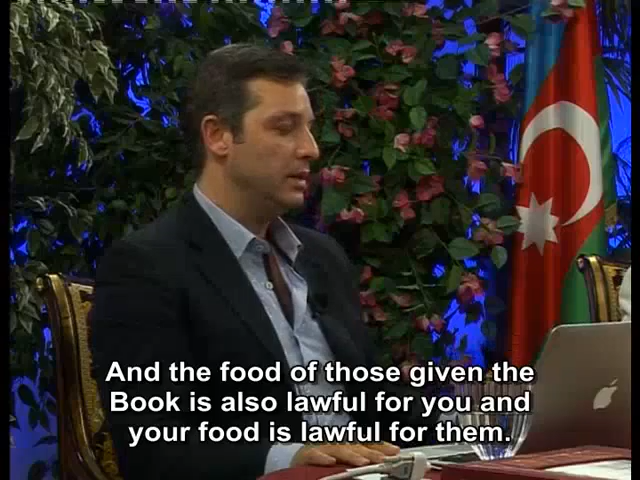 And the food of those given the
Book is also lawful for you and
your food is lawful for them.